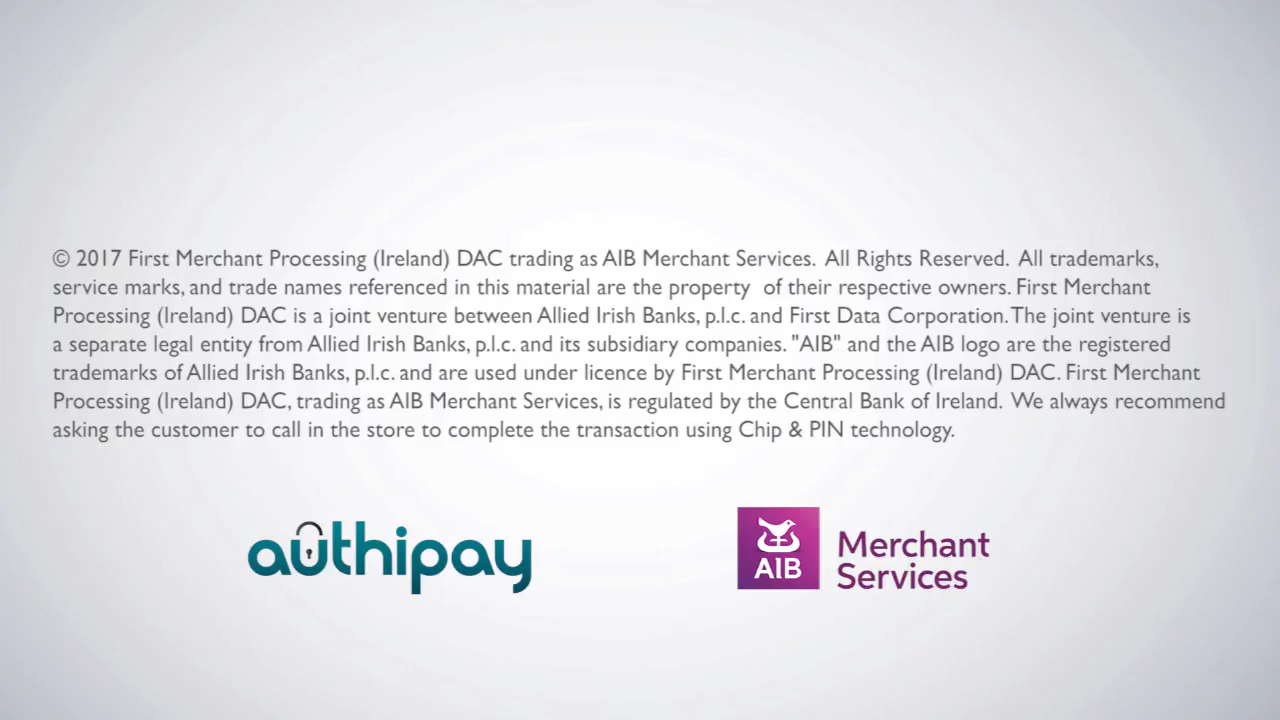 © 2017 First Merchant Processing (Ireland) DAC trading as AIB Merchant Services. All Rights Reserved. All trademarks,
service marks, and trade names referenced in this material are the property of their respective owners. First Merchant
Processing (Ireland) DAC is a joint venture between Allied Irish Banks, p.l.c. and First Data Corporation. The joint venture is
a separate legal entity from Allied Irish Banks, p.l.c. and its subsidiary companies. "AIB" and the AIB logo are the registered
trademarks of Allied Irish Banks, p.l.c. and are used under licence by First Merchant Processing (Ireland) DAC. First Merchant
Processing (Ireland) DAC, trading as AIB Merchant Services, is regulated by the Central Bank of Ireland. We always recommend
asking the customer to call in the store to complete the transaction using Chip & PIN technology.
authipay
AIB
Merchant
Services